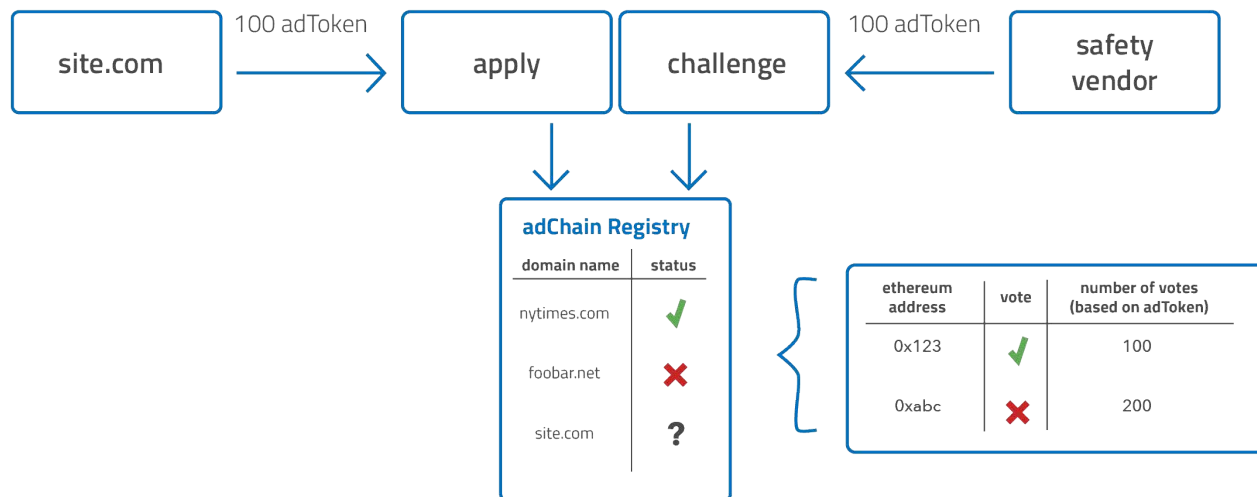 100 adToken
100 adToken
site.com
apply
challenge
safety
vendor
adChain Registry
domain name status
nytimes.com
foobar.net
site.com ?
ethereum
address
vote
number of votes
(based on adToken)
0x123 100
0xabc 200